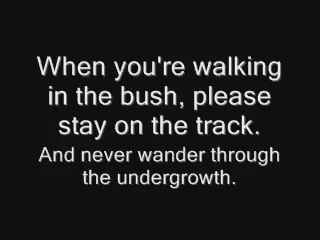 When you're walking
in the bush, please
stay on the track.
And never wander through
the undergrowth.